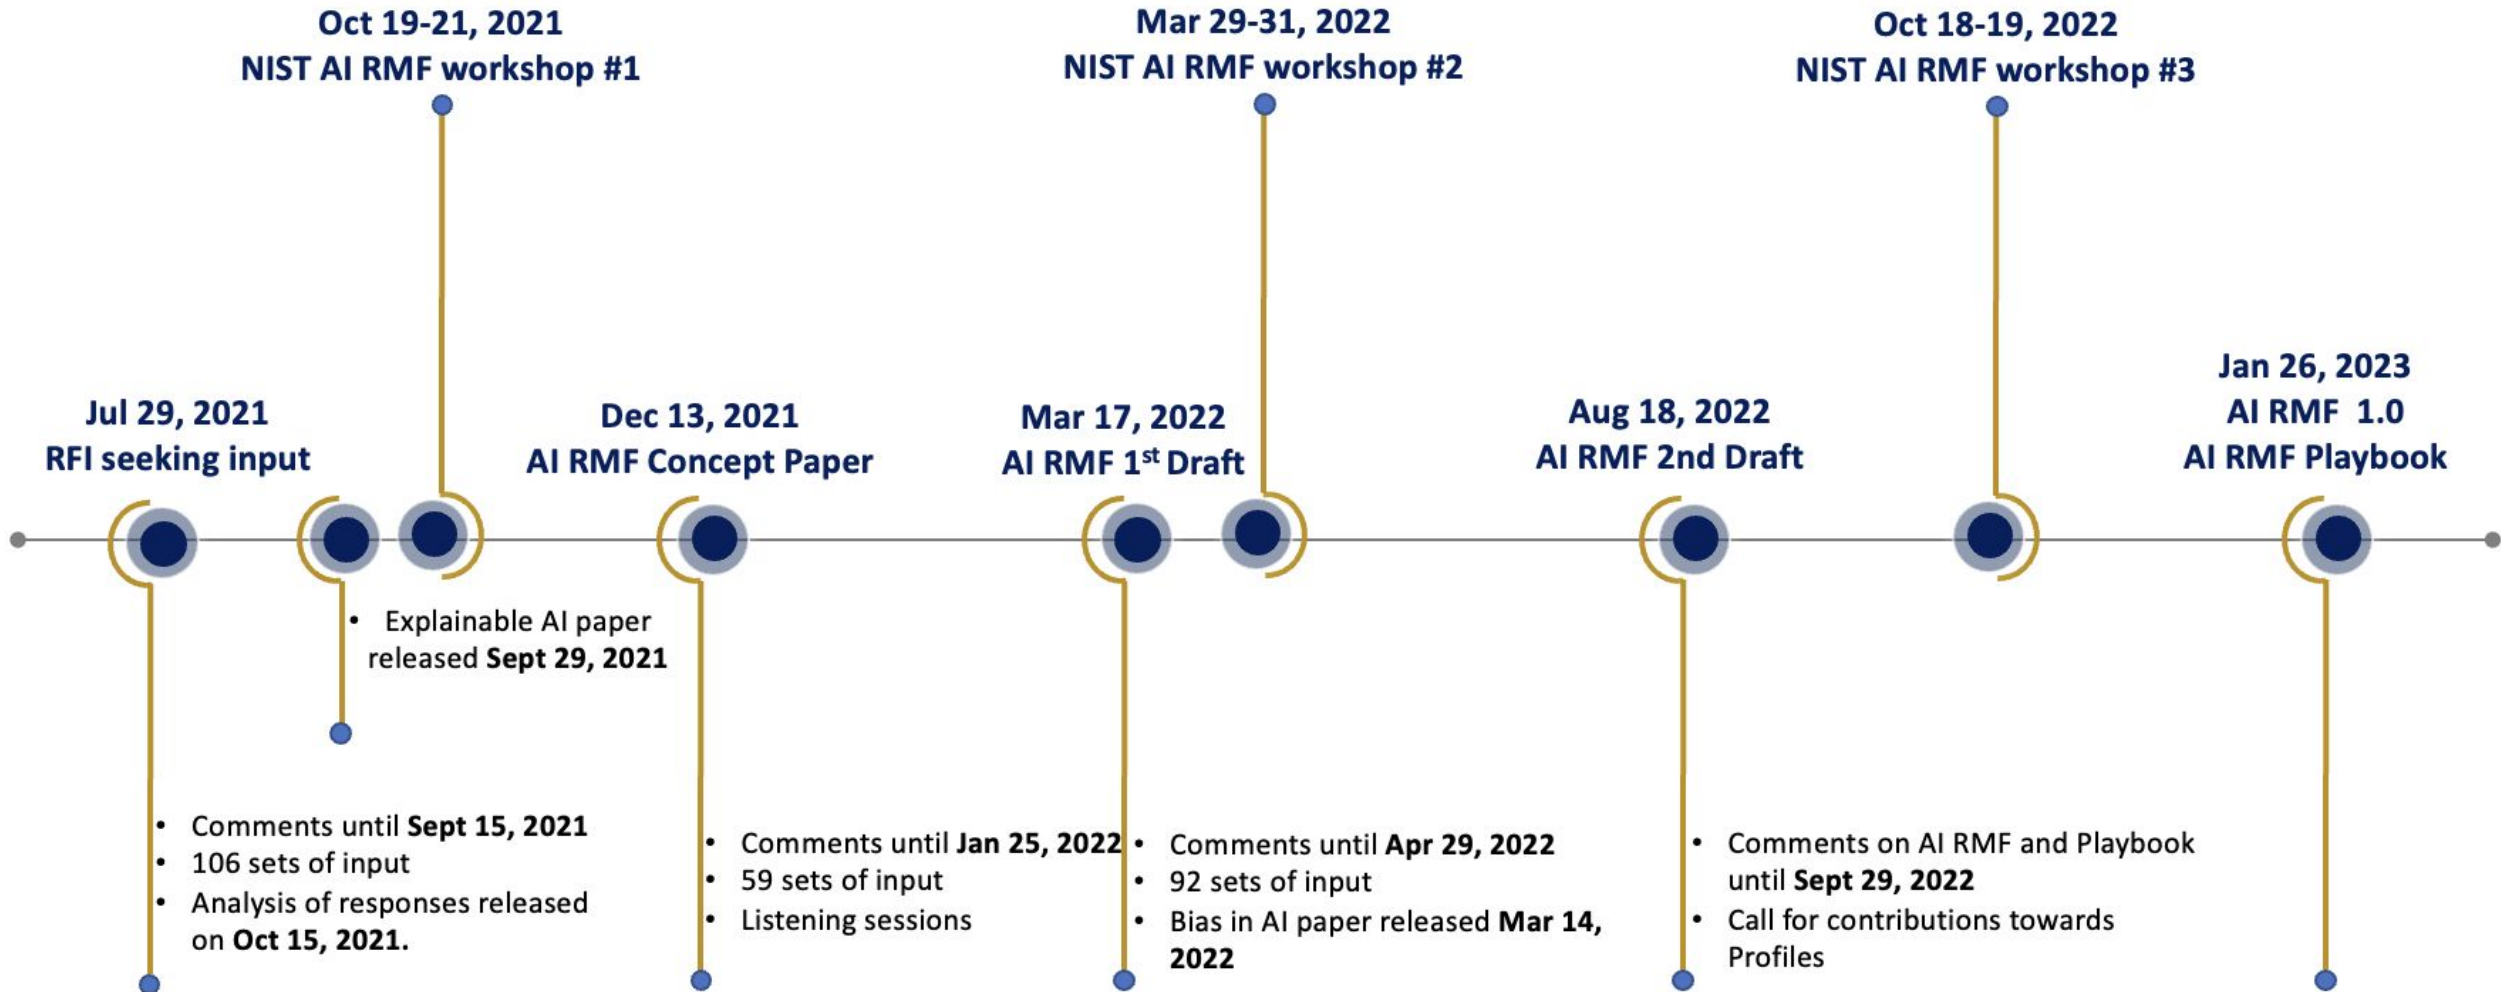 Oct 19-21, 2021
NIST AI RMF workshop #1
Mar 29-31, 2022
NIST AI RMF workshop #2
Oct 18-19, 2022
NIST AI RMF workshop #3
Jul 29, 2021
RFI seeking input
Dec 13, 2021
AI RMF Concept Paper
Mar 17, 2022
AI RMF 1st Draft
Aug 18, 2022
AI RMF 2nd Draft
Jan 26, 2023
AI RMF 1.0
AI RMF Playbook
• Explainable AI paper
released Sept 29, 2021
• Comments until Sept 15, 2021
• 106 sets of input
• Analysis of responses released
on Oct 15, 2021.
• Comments until Jan 25, 2022
• 59 sets of input
• Listening sessions
• Comments until Apr 29, 2022
• 92 sets of input
• Bias in AI paper released Mar 14,
2022
• Comments on AI RMF and Playbook
until Sept 29, 2022
• Call for contributions towards
Profiles